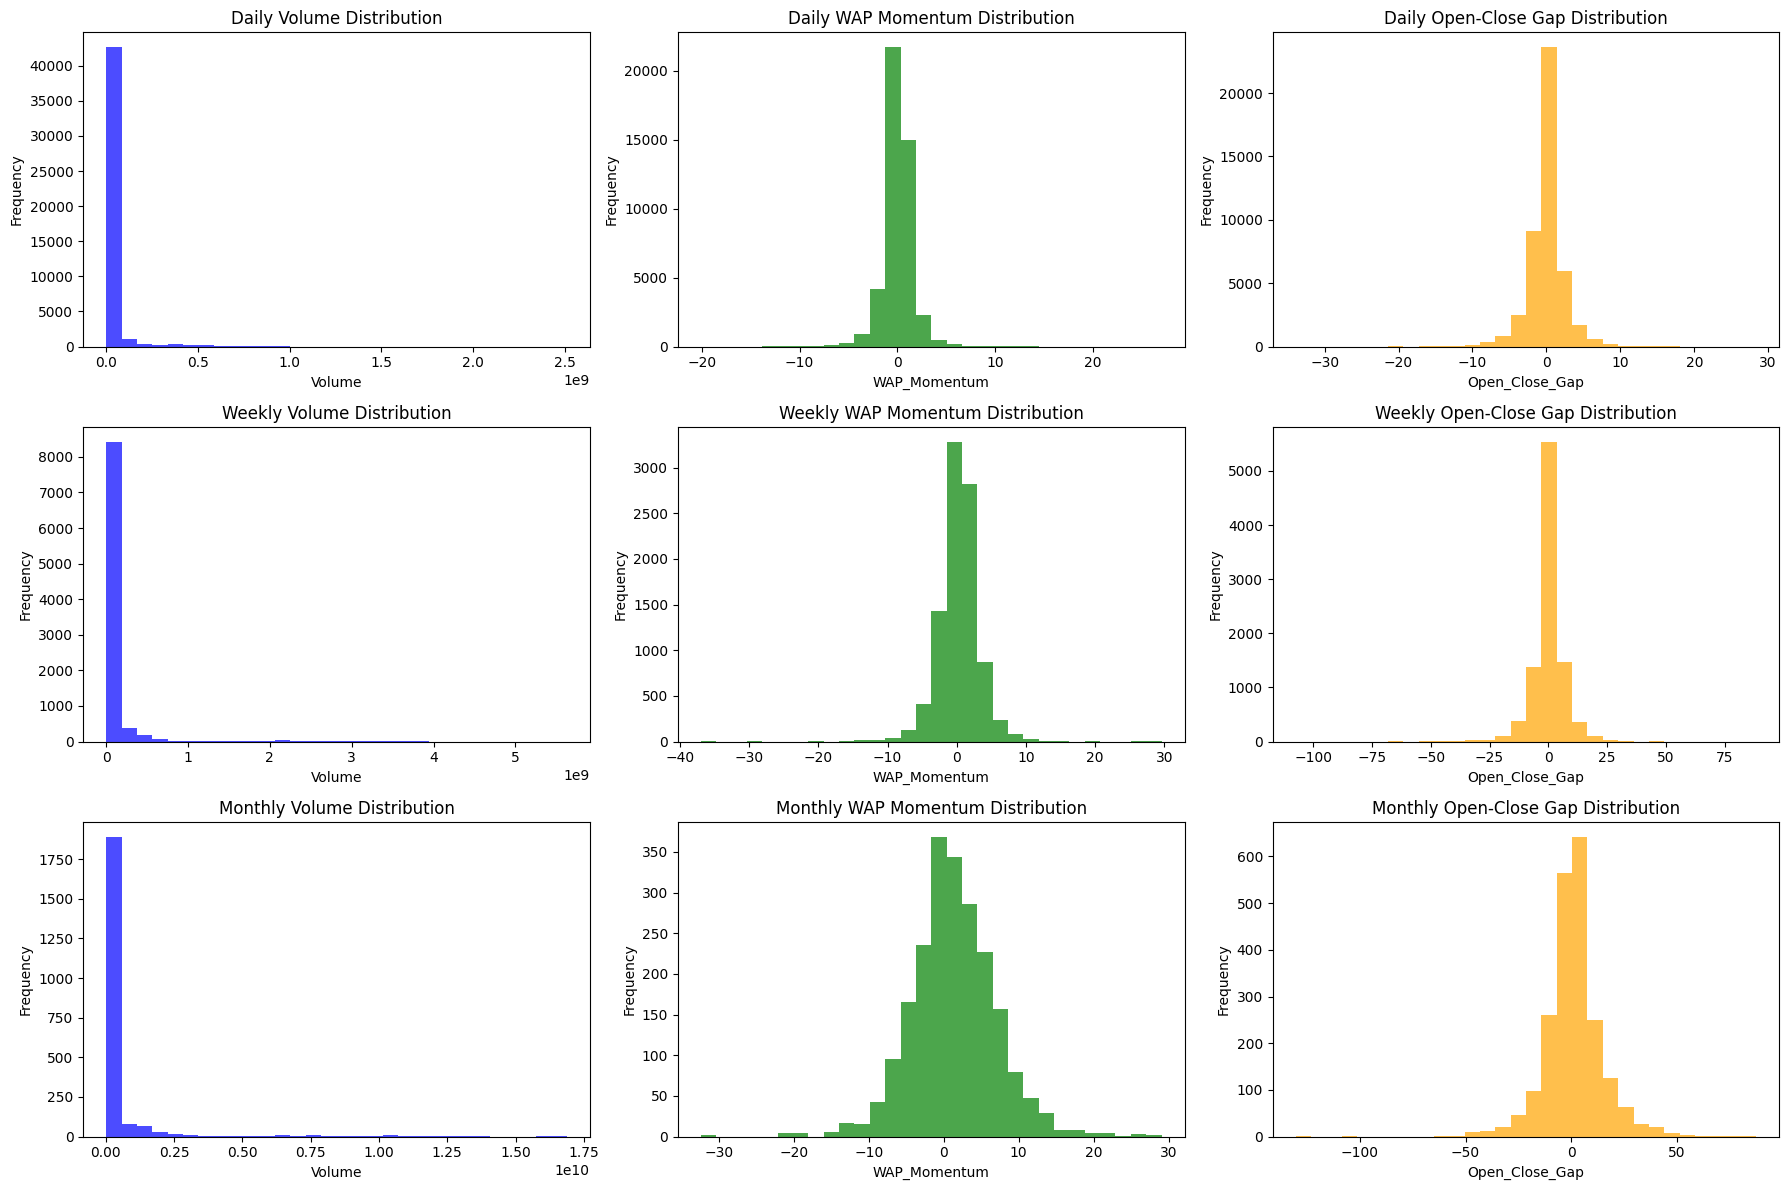 Daily Volume Distribution
Frequency
40000
35000
30000
25000
20000
15000
10000
5000
0
0.0 0.5 1.0 1.5 2.0 2.5
1e9
Volume
Daily WAP Momentum Distribution
Frequency
20000
15000
10000
5000
0
−20 −10 0 10 20
WAP_Momentum
Daily Open-Close Gap Distribution
Frequency
20000
15000
10000
5000
0
−30 −20 −10 0 10 20 30
Open_Close_Gap
Weekly Volume Distribution
Frequency
8000
7000
6000
5000
4000
3000
2000
1000
0
0 1 2 3 4 5
1e9
Volume
Weekly WAP Momentum Distribution
Frequency
3000
2500
2000
1500
1000
500
0
−40 −30 −20 −10 0 10 20 30
WAP_Momentum
Weekly Open-Close Gap Distribution
Frequency
5000
4000
3000
2000
1000
0
−100 −75 −50 −25 0 25 50 75
Open_Close_Gap
Monthly Volume Distribution
Frequency
1750
1500
1250
1000
750
500
250
0
0.00 0.25 0.50 0.75 1.00 1.25 1.50 1.75
1e10
Volume
Monthly WAP Momentum Distribution
Frequency
350
300
250
200
150
100
50
0
−30 −20 −10 0 10 20 30
WAP_Momentum
Monthly Open-Close Gap Distribution
Frequency
600
500
400
300
200
100
0
−100 −50 0 50
Open_Close_Gap